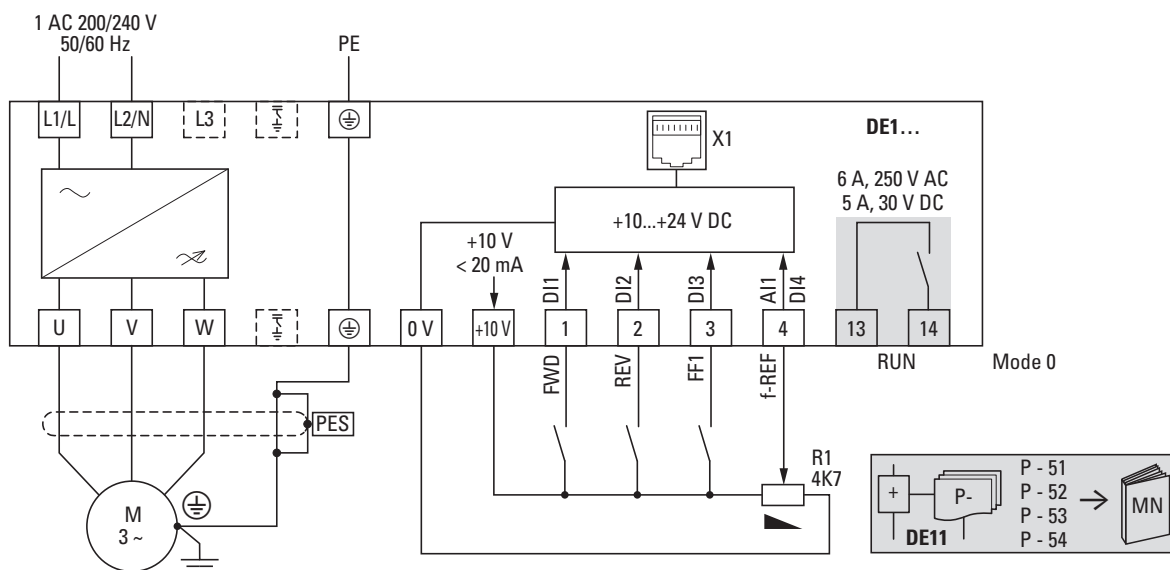 1 AC 200/240 V
50/60 Hz
PE
L1/L
L2/N
L3
X1
DE1…
6 A, 250 V AC
5 A, 30 V DC
+10...+24 V DC
+10 V
< 20 mA
DI1
DI2
DI3
AI1
DI4
U
V
W
0 V
+10 V
1
2
3
4
13
14
FWD
REV
FF1
f-REF
RUN
Mode 0
PES
R1
4K7
M
3 ~
+
P-
DE11
P - 51
P - 52
P - 53
P - 54
MN